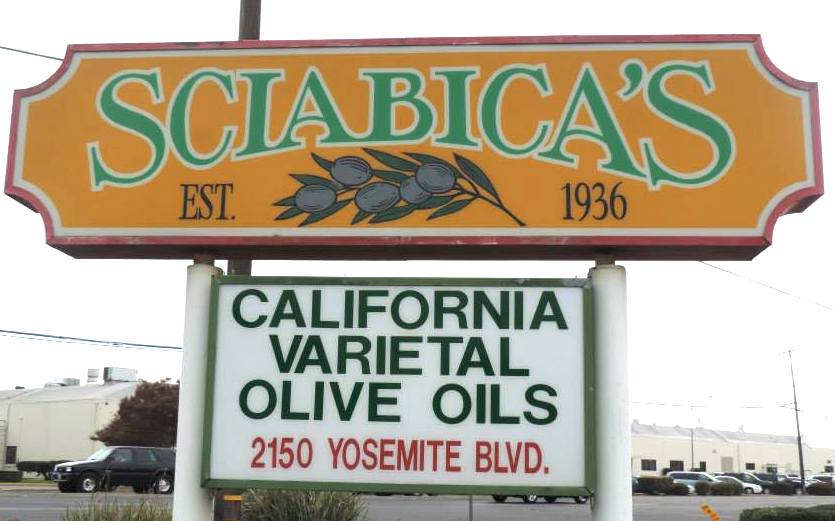 SCIABICA'S
EST. 1936
CALIFORNIA
VARIETAL
OLIVE OILS
2150 YOSEMITE BLVD.